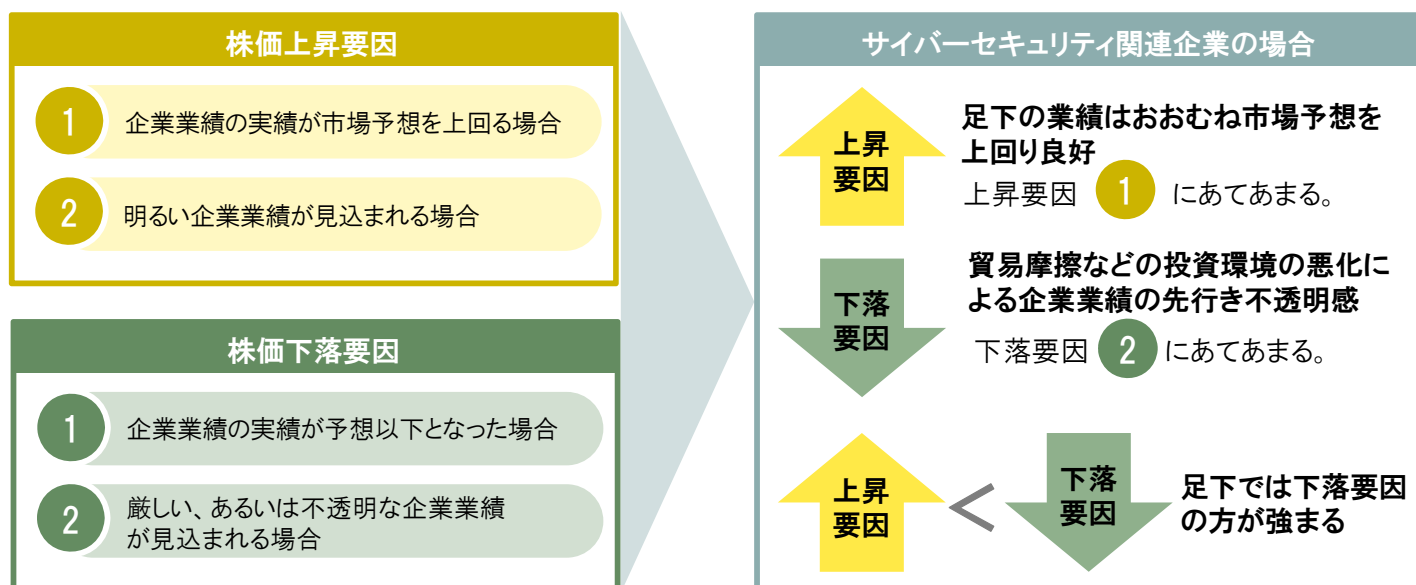 株価上昇要因
1
企業業績の実績が市場予想を上回る場合
2
明るい企業業績が見込まれる場合
株価下落要因
1
企業業績の実績が予想以下となった場合
2
厳しい、あるいは不透明な企業業績
が見込まれる場合
サイバーセキュリティ関連企業の場合
上昇
要因
足下の業績はおおむね市場予想を
上回り良好
上昇要因 1 にあてあまる。
下落
要因
貿易摩擦などの投資環境の悪化に
よる企業業績の先行き不透明感
下落要因 2 にあてあまる。
上昇
要因
<
下落
要因
足下では下落要因
の方が強まる